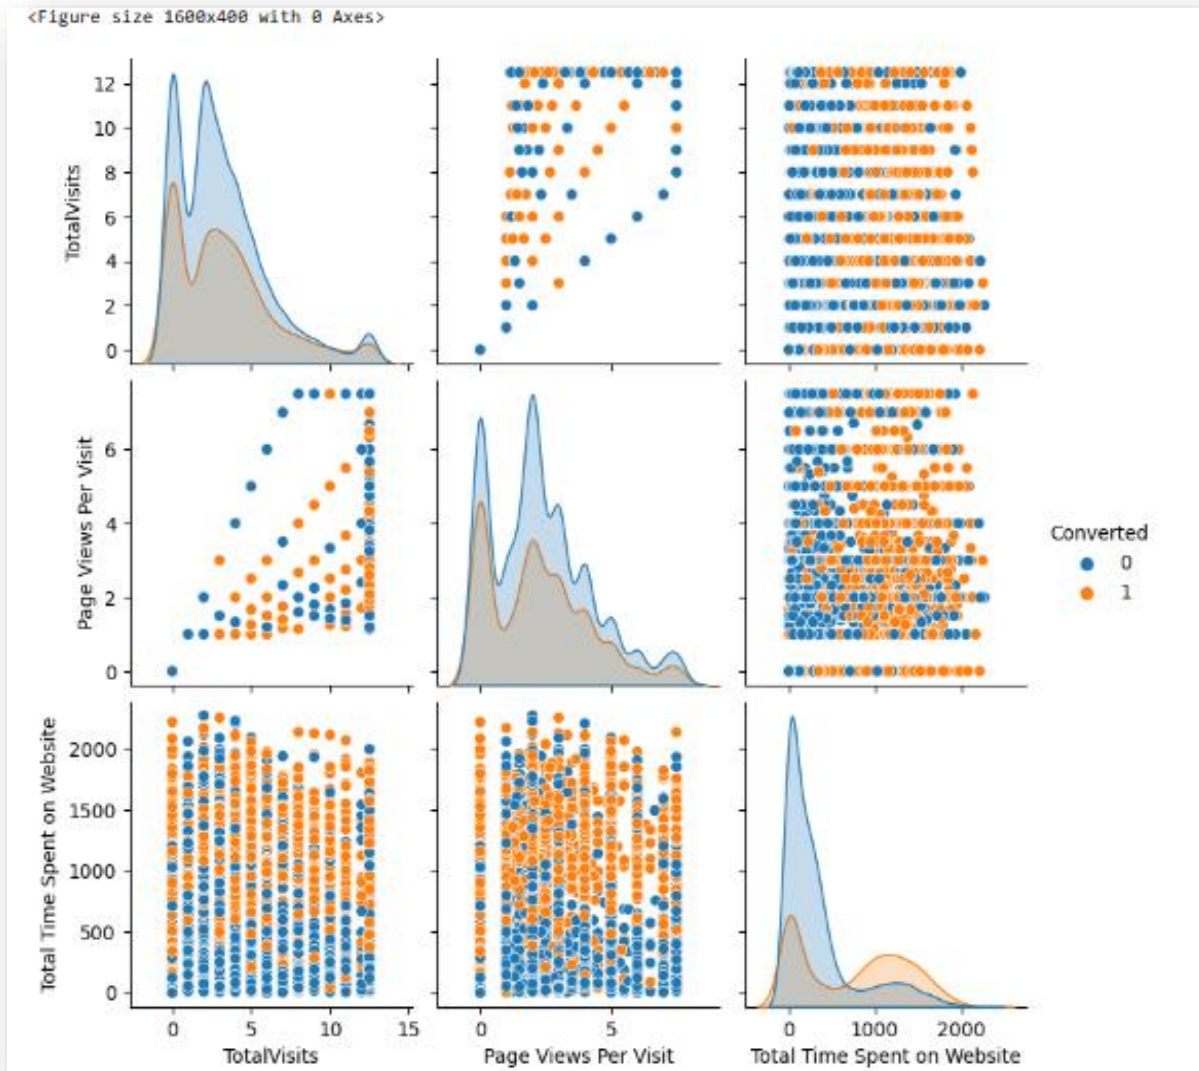 <Figure size 1600x400 with 0 Axes>
12
10
8
6
4
2
0
TotalVisits
6
4
2
0
Page Views Per Visit
Converted
0
1
2000
1500
1000
500
0
Total Time Spent on Website
0 5 10 15
0 5
0 1000 2000
TotalVisits
Page Views Per Visit
Total Time Spent on Website